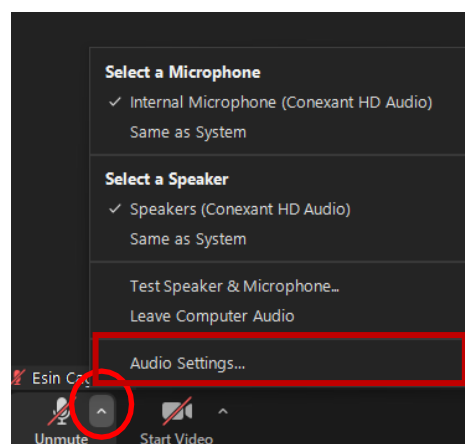 Select a Microphone
✓ Internal Microphone (Conexant HD Audio)
Same as System
Select a Speaker
✓ Speakers (Conexant HD Audio)
Same as System
Test Speaker & Microphone...
Leave Computer Audio
Audio Settings...
Esin
Unmute
Start Video